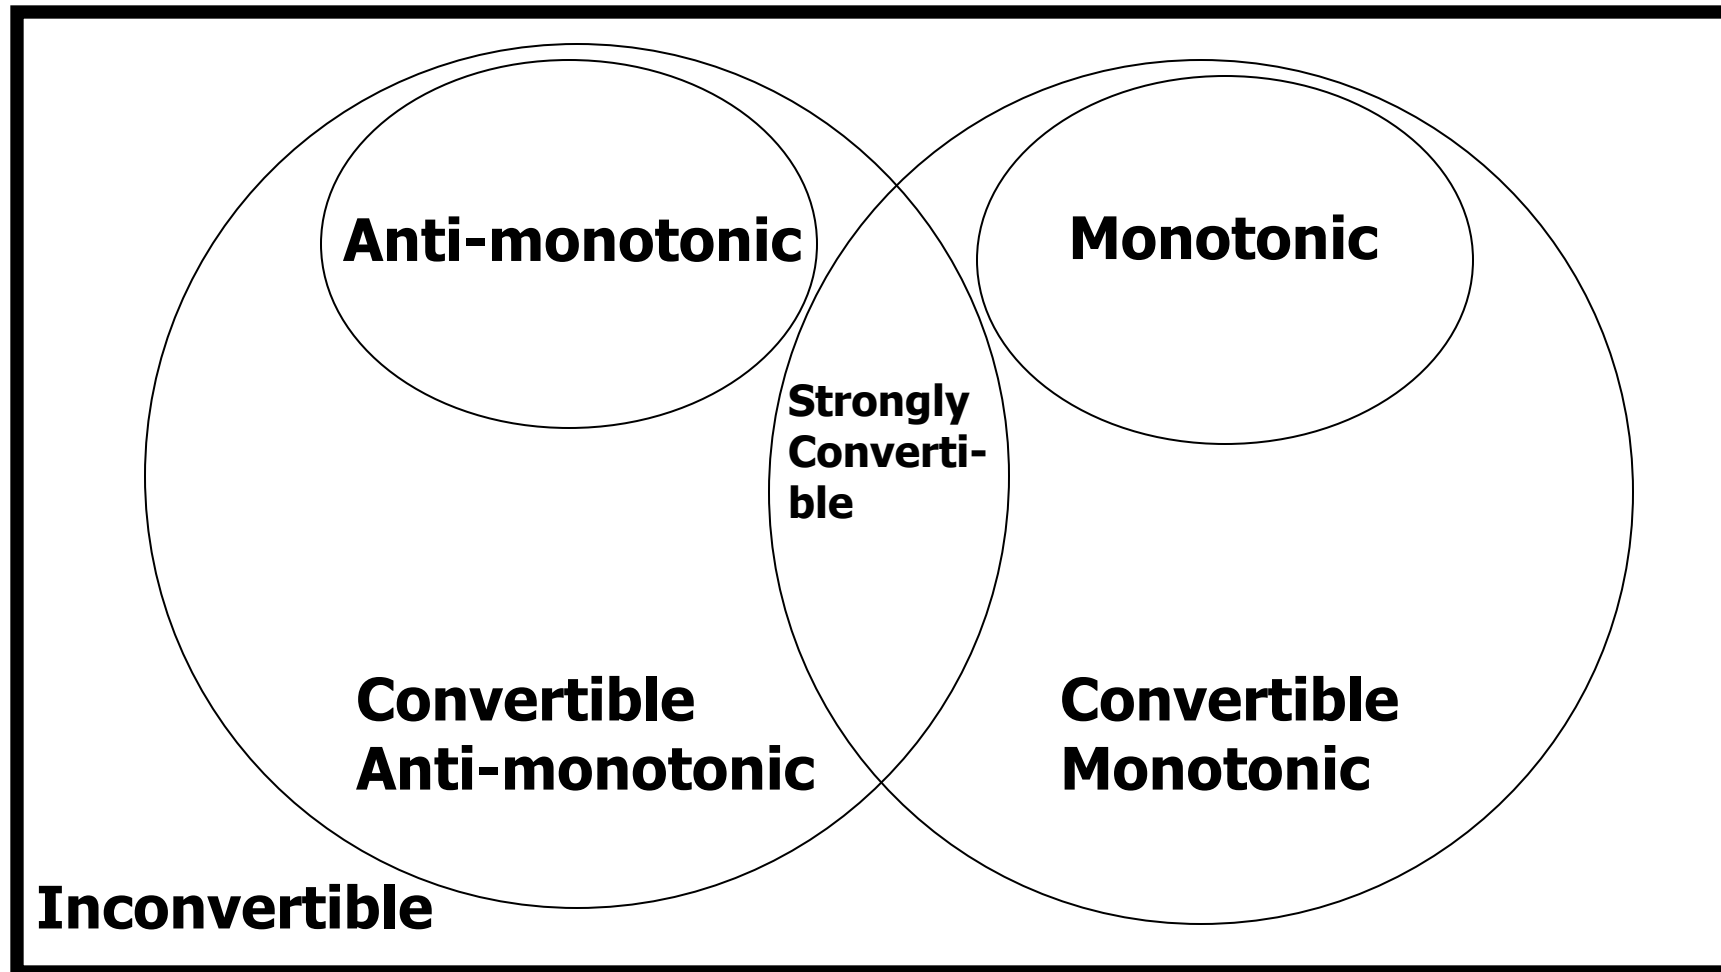 Anti-monotonic
Monotonic
Strongly
Converti-
ble
Convertible
Anti-monotonic
Convertible
Monotonic
Inconvertible